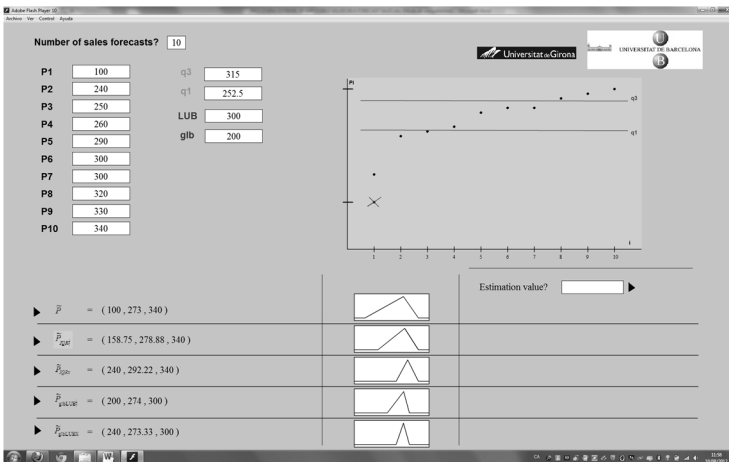 Adobe Flash Player 10
Archivo Ver Control Ayuda
Number of sales forecasts? 10
P1 100
P2 240
P3 250
P4 260
P5 290
P6 300
P7 300
P8 320
P9 330
P10 340
q3 315
q1 252.5
LUB 300
glb 200
Universitat de Girona
UNIVERSITAT DE BARCELONA
U
B
q3
q1
i
1 2 3 4 5 6 7 8 9 10
Estimation value?
P̃ = ( 100 , 273 , 340 )
= ( 158.75 , 278.88 , 340 )
= ( 240 , 292.22 , 340 )
= ( 200 , 274 , 300 )
= ( 240 , 273.33 , 300 )
CA
11:58